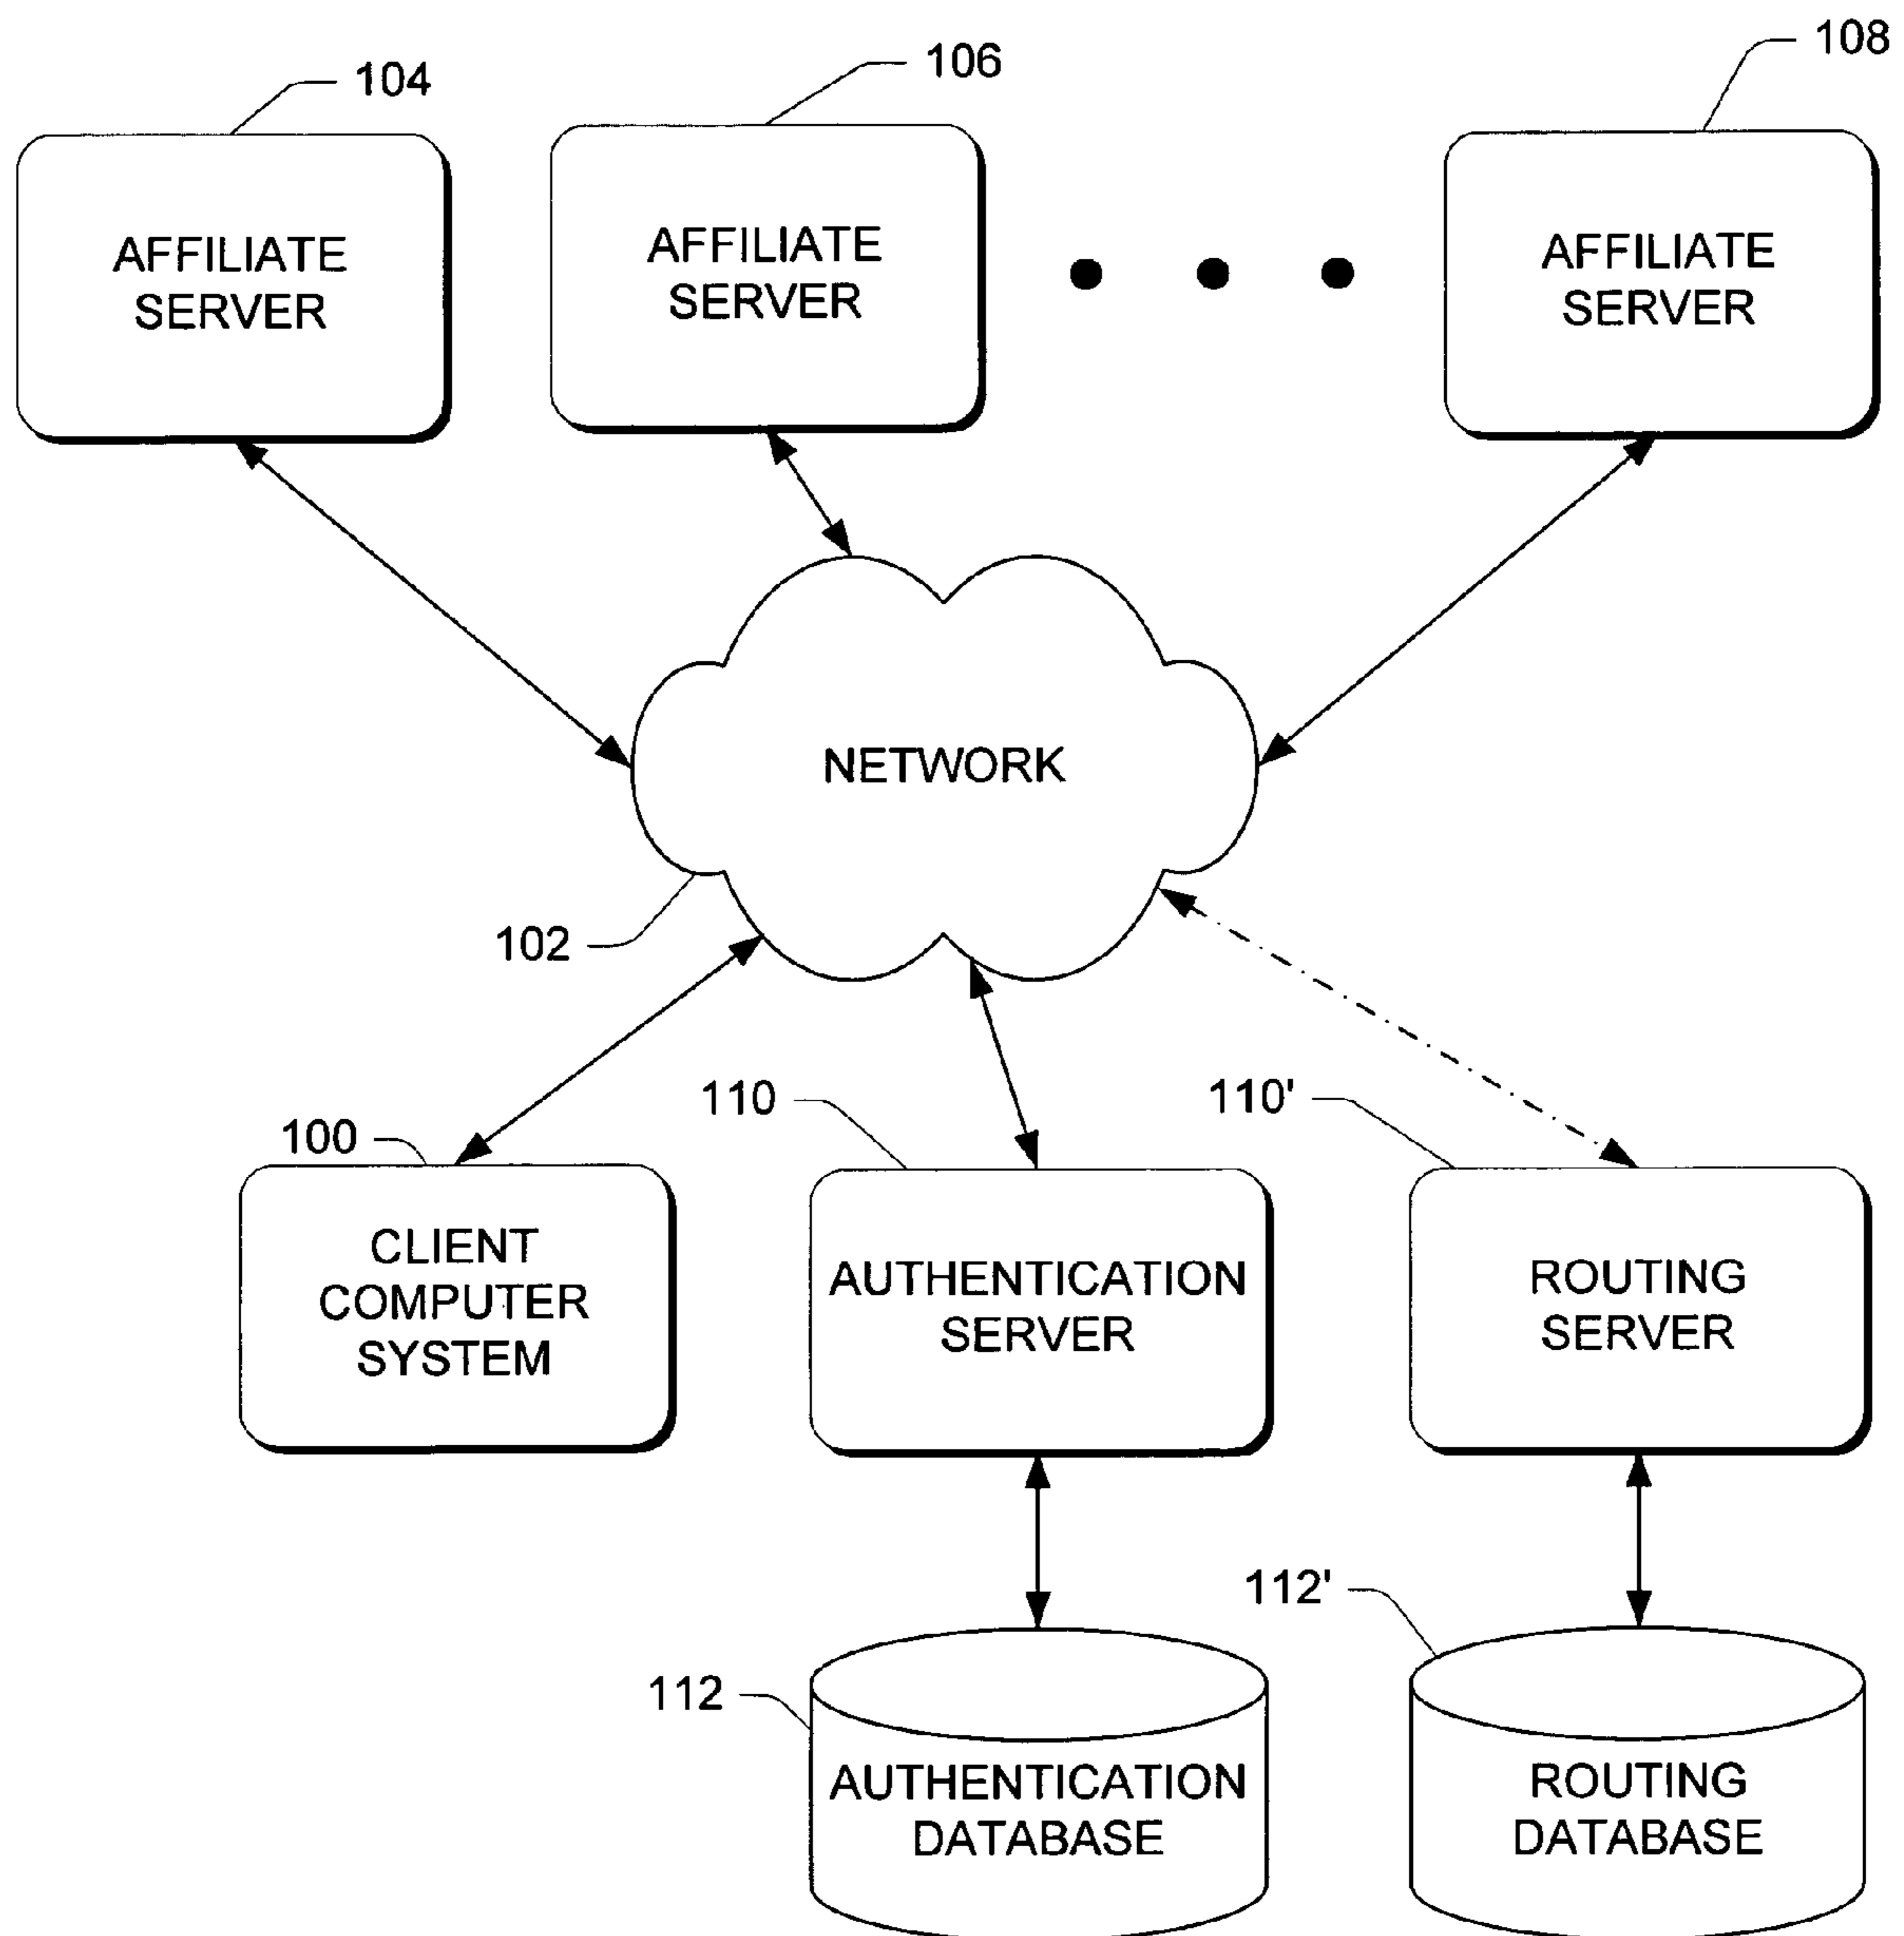 104
106
108
AFFILIATE
SERVER
AFFILIATE
SERVER
AFFILIATE
SERVER
NETWORK
102
100
110
110'
CLIENT
COMPUTER
SYSTEM
AUTHENTICATION
SERVER
ROUTING
SERVER
112
112'
AUTHENTICATION
DATABASE
ROUTING
DATABASE